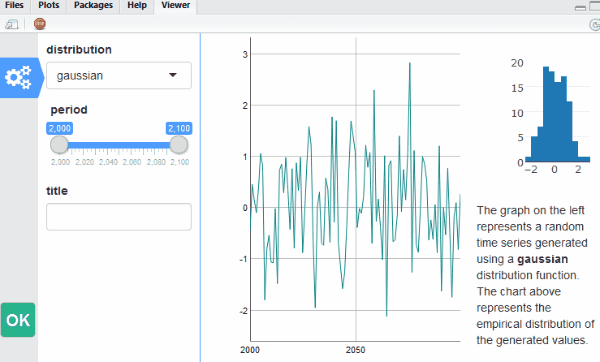 Files Plots Packages Help Viewer
distribution
gaussian
period
2,000 2,100
2,000 2,020 2,040 2,060 2,080 2,100
title
OK
3
2
1
0
-1
-2
2000 2050
20
15
10
5
0
−2 0 2
The graph on the left
represents a random
time series generated
using a gaussian
distribution function.
The chart above
represents the
empirical distribution of
the generated values.